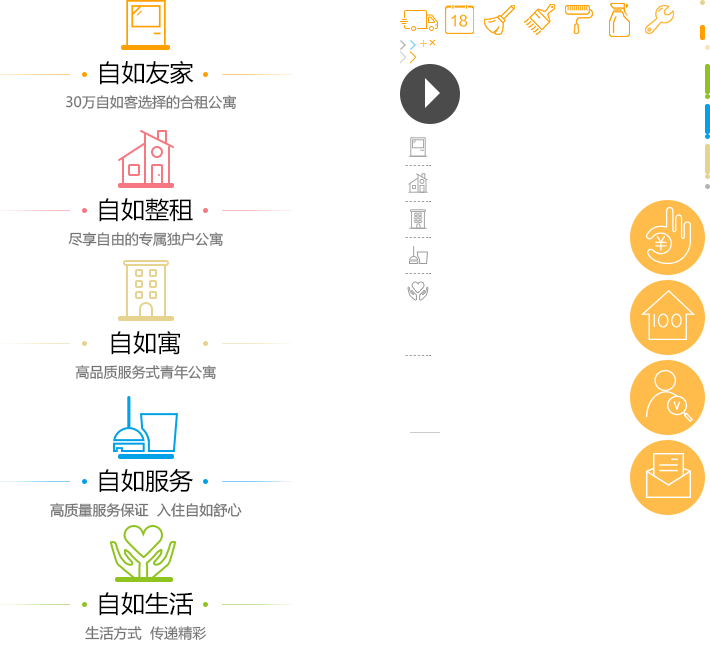 自如友家
30万自如客选择的合租公寓
自如整租
尽享自由的专属独户公寓
自如寓
高品质服务式青年公寓
自如服务
高质量服务保证 入住自如舒心
自如生活
生活方式 传递精彩
18
¥
100